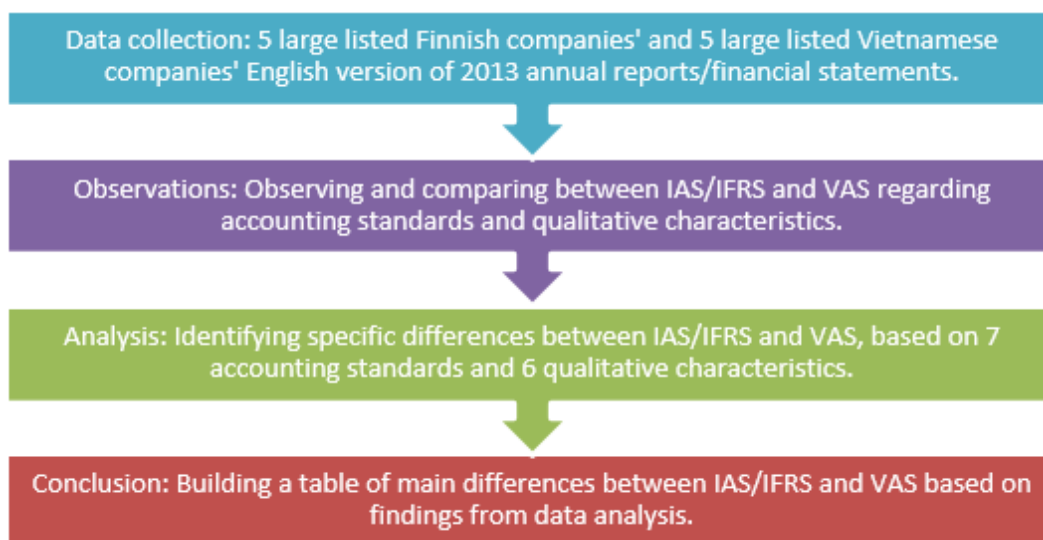 Data collection: 5 large listed Finnish companies' and 5 large listed Vietnamese
companies' English version of 2013 annual reports/financial statements.
Observations: Observing and comparing between IAS/IFRS and VAS regarding
accounting standards and qualitative characteristics.
Analysis: Identifying specific differences between IAS/IFRS and VAS, based on 7
accounting standards and 6 qualitative characteristics.
Conclusion: Building a table of main differences between IAS/IFRS and VAS based on
findings from data analysis.